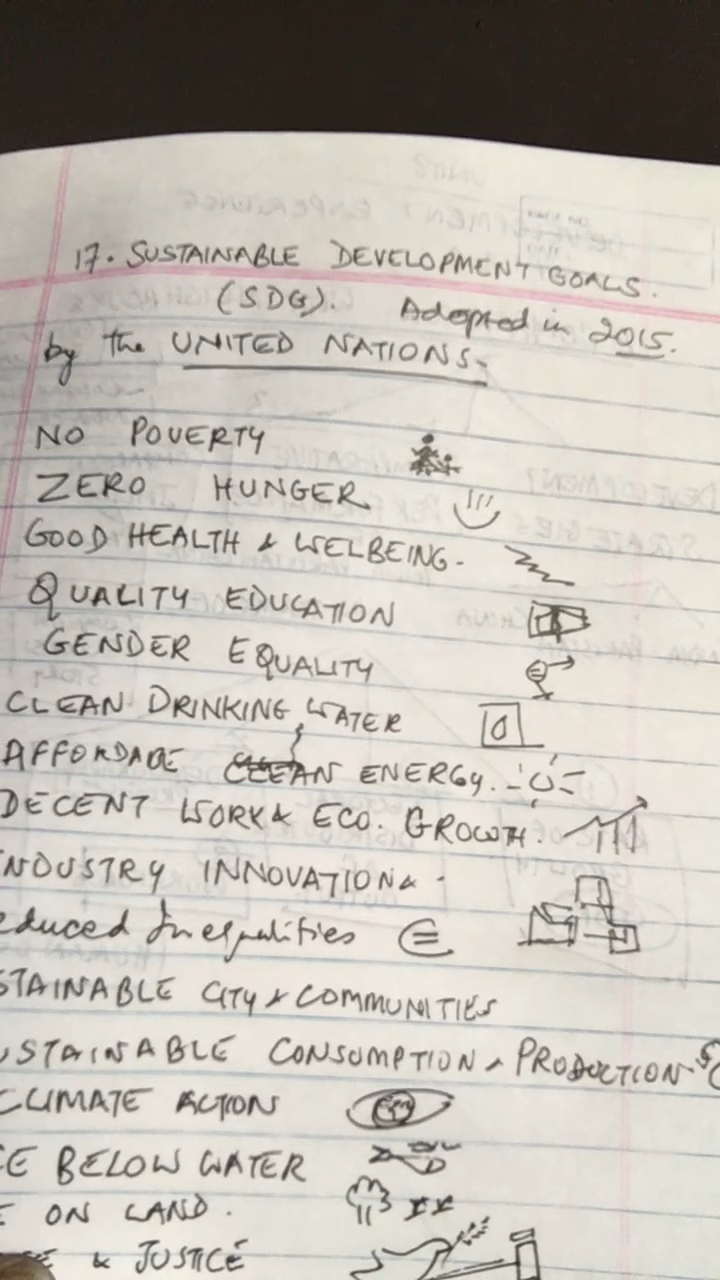 17. SUSTAINABLE DEVELOPMENT GOALS.
(SDG). Adopted in 2015.
by the UNITED NATIONS-
NO POVERTY
ZERO HUNGER
GOOD HEALTH & WELBEING.
QUALITY EDUCATION
GENDER EQUALITY
CLEAN DRINKING WATER
AFFORDABE CLEAN ENERGY.
DECENT WORK & ECO. GROWTH.
NDUSTRY INNOVATION &.
educed Inequalities
STAINABLE CITY & COMMUNITIES
USTAINABLE CONSUMPTION & PRODUCTION
CLIMATE ACTION
E BELOW WATER
E ON LAND.
& JUSTICE